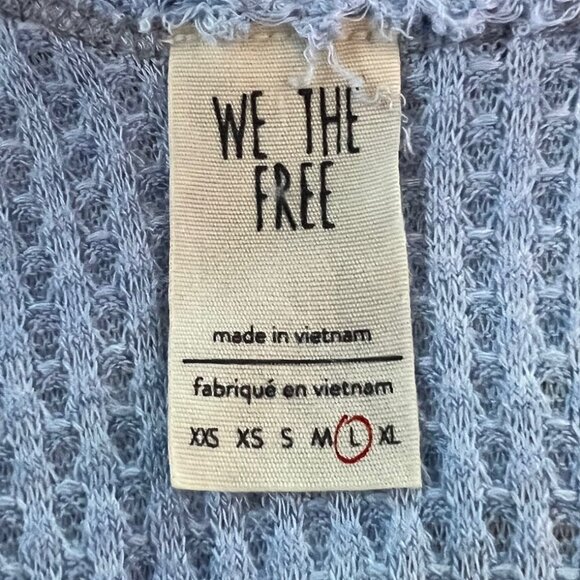 WE THE
FREE
made in vietnam
fabriqué en vietnam
XXS XS S M L XL